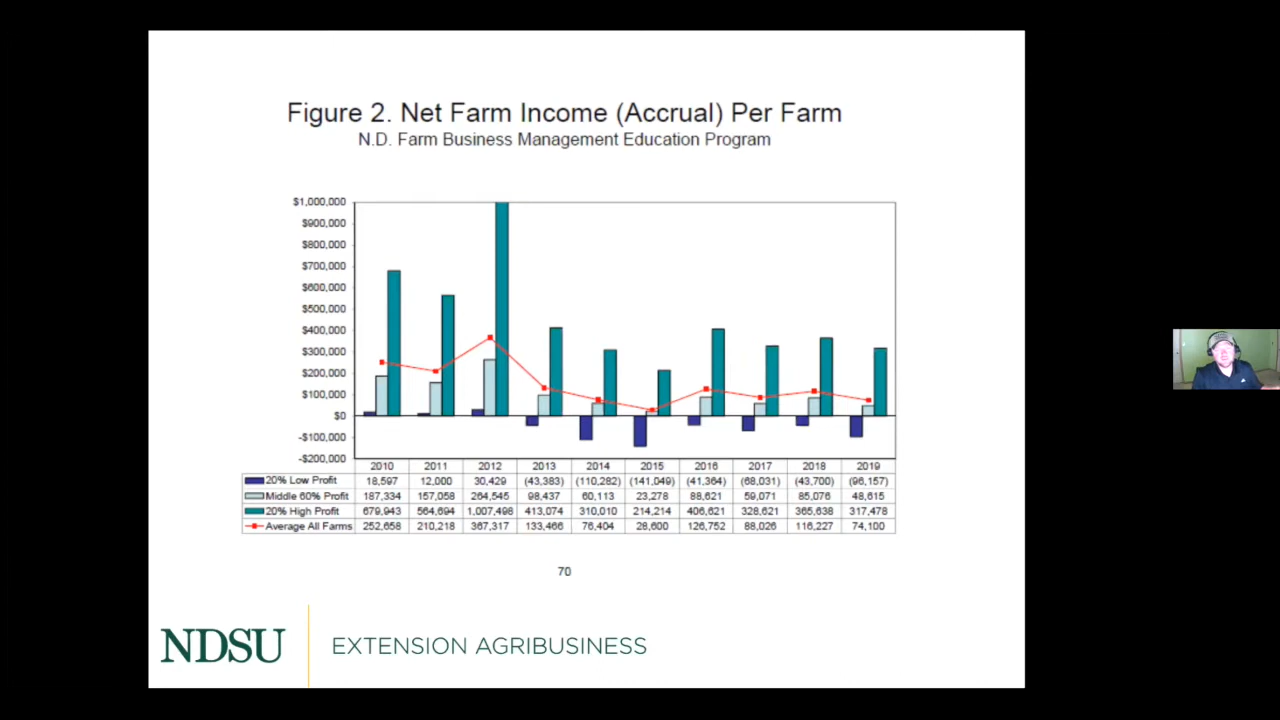 Figure 2. Net Farm Income (Accrual) Per Farm
N.D. Farm Business Management Education Program
$1,000,000
$900,000
$800,000
$700,000
$600,000
$500,000
$400,000
$300,000
$200,000
$100,000
$0
-$100,000
-$200,000
2010 2011 2012 2013 2014 2015 2016 2017 2018 2019
20% Low Profit 18,597 12,000 30,429 (43,383) (110,282) (141,049) (41,364) (68,031) (43,700) (96,157)
Middle 60% Profit 187,334 157,058 264,545 98,437 60,113 23,278 88,621 59,071 85,076 48,615
20% High Profit 679,943 564,694 1,007,498 413,074 310,010 214,214 406,621 328,621 365,638 317,478
Average All Farms 252,658 210,218 367,317 133,466 76,404 28,600 126,752 88,026 116,227 74,100
70
NDSU
EXTENSION AGRIBUSINESS